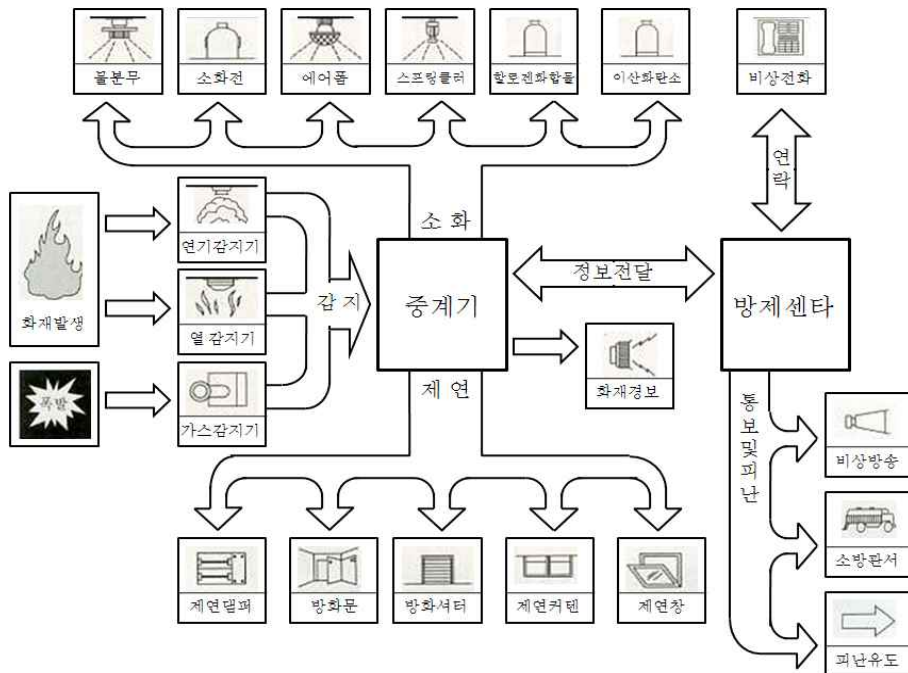 물분무
소화전
에어폼
스프링클러
할로겐화합물
이산화탄소
비상전화
연락
소 화
화재발생
연기감지기
열감지기
폭발
가스감지기
감 지
중계기
정보전달
방제센타
화재경보
제 연
통보및피난
비상방송
소방관서
피난유도
제연댐퍼
방화문
방화셔터
제연커텐
제연창